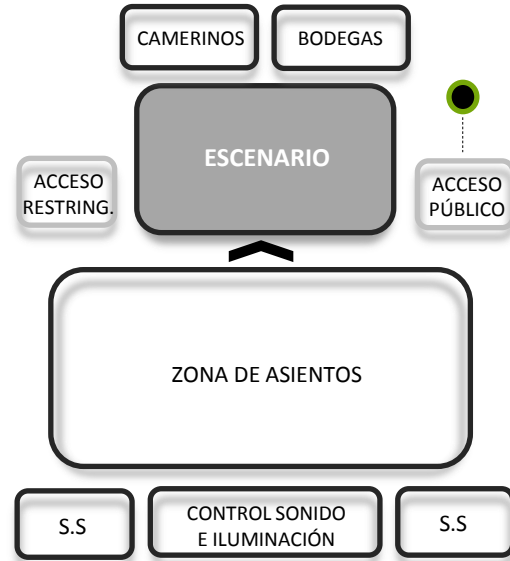 CAMERINOS
BODEGAS
ESCENARIO
ACCESO
RESTRING.
ACCESO
PÚBLICO
ZONA DE ASIENTOS
S.S
CONTROL SONIDO
E ILUMINACIÓN
S.S